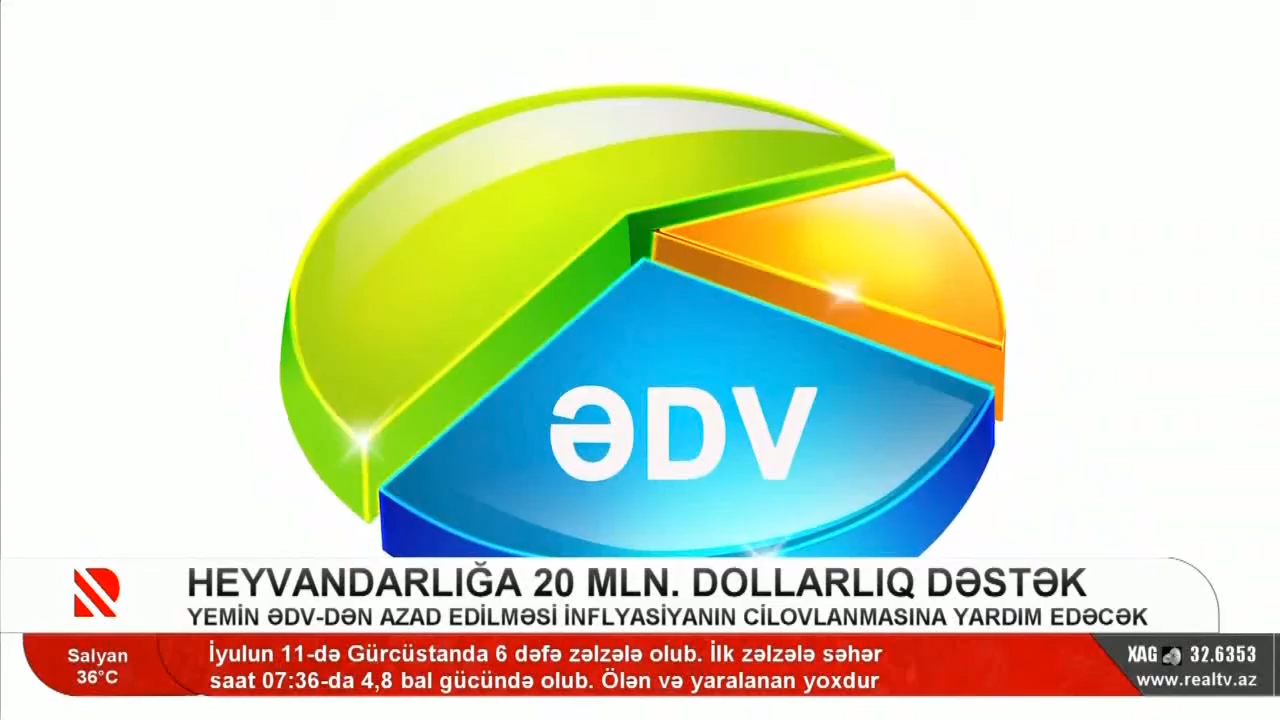 ƏDV
HEYVANDARLIĞA 20 MLN. DOLLARLIQ DƏSTƏK
YEMİN ƏDV-DƏN AZAD EDİLMƏSİ İNFLYASİYANIN CİLOVLANMASINA YARDIM EDƏCƏK
Salyan
36°C
İyulun 11-də Gürcüstanda 6 dəfə zəlzələ olub. İlk zəlzələ səhər
saat 07:36-da 4,8 bal gücündə olub. Ölən və yaralanan yoxdur
XAG 32.6353
www.realtv.az